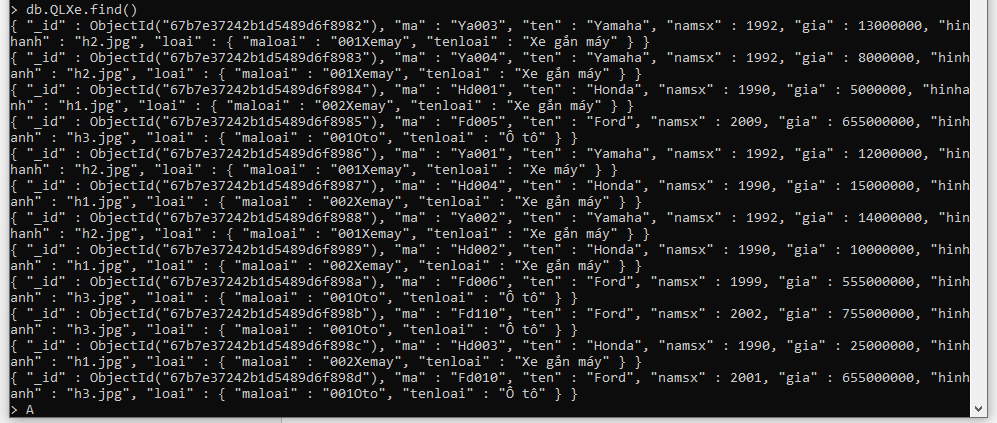 > db.QLXe.find()
{ "_id" : ObjectId("67b7e37242b1d5489d6f8982"), "ma" : "Ya003", "ten" : "Yamaha", "namsx" : 1992, "gia" : 13000000, "hin
hanh" : "h2.jpg", "loai" : { "maloai" : "001Xemay", "tenloai" : "Xe gắn máy" } }
{ "_id" : ObjectId("67b7e37242b1d5489d6f8983"), "ma" : "Ya004", "ten" : "Yamaha", "namsx" : 1992, "gia" : 8000000, "hinh
anh" : "h2.jpg", "loai" : { "maloai" : "001Xemay", "tenloai" : "Xe gắn máy" } }
{ "_id" : ObjectId("67b7e37242b1d5489d6f8984"), "ma" : "Hd001", "ten" : "Honda", "namsx" : 1990, "gia" : 5000000, "hinha
nh" : "h1.jpg", "loai" : { "maloai" : "002Xemay", "tenloai" : "Xe gắn máy" } }
{ "_id" : ObjectId("67b7e37242b1d5489d6f8985"), "ma" : "Fd005", "ten" : "Ford", "namsx" : 2009, "gia" : 655000000, "hinh
anh" : "h3.jpg", "loai" : { "maloai" : "001Oto", "tenloai" : "Ô tô" } }
{ "_id" : ObjectId("67b7e37242b1d5489d6f8986"), "ma" : "Ya001", "ten" : "Yamaha", "namsx" : 1992, "gia" : 12000000, "hin
hanh" : "h2.jpg", "loai" : { "maloai" : "001Xemay", "tenloai" : "Xe máy" } }
{ "_id" : ObjectId("67b7e37242b1d5489d6f8987"), "ma" : "Hd004", "ten" : "Honda", "namsx" : 1990, "gia" : 15000000, "hinh
anh" : "h1.jpg", "loai" : { "maloai" : "002Xemay", "tenloai" : "Xe gắn máy" } }
{ "_id" : ObjectId("67b7e37242b1d5489d6f8988"), "ma" : "Ya002", "ten" : "Yamaha", "namsx" : 1992, "gia" : 14000000, "hin
hanh" : "h2.jpg", "loai" : { "maloai" : "001Xemay", "tenloai" : "Xe gắn máy" } }
{ "_id" : ObjectId("67b7e37242b1d5489d6f8989"), "ma" : "Hd002", "ten" : "Honda", "namsx" : 1990, "gia" : 10000000, "hinh
anh" : "h1.jpg", "loai" : { "maloai" : "002Xemay", "tenloai" : "Xe gắn máy" } }
{ "_id" : ObjectId("67b7e37242b1d5489d6f898a"), "ma" : "Fd006", "ten" : "Ford", "namsx" : 1999, "gia" : 555000000, "hinh
anh" : "h3.jpg", "loai" : { "maloai" : "001Oto", "tenloai" : "Ô tô" } }
{ "_id" : ObjectId("67b7e37242b1d5489d6f898b"), "ma" : "Fd110", "ten" : "Ford", "namsx" : 2002, "gia" : 755000000, "hinh
anh" : "h3.jpg", "loai" : { "maloai" : "001Oto", "tenloai" : "Ô tô" } }
{ "_id" : ObjectId("67b7e37242b1d5489d6f898c"), "ma" : "Hd003", "ten" : "Honda", "namsx" : 1990, "gia" : 25000000, "hinh
anh" : "h1.jpg", "loai" : { "maloai" : "002Xemay", "tenloai" : "Xe gắn máy" } }
{ "_id" : ObjectId("67b7e37242b1d5489d6f898d"), "ma" : "Fd010", "ten" : "Ford", "namsx" : 2001, "gia" : 655000000, "hinh
anh" : "h3.jpg", "loai" : { "maloai" : "001Oto", "tenloai" : "Ô tô" } }
> A